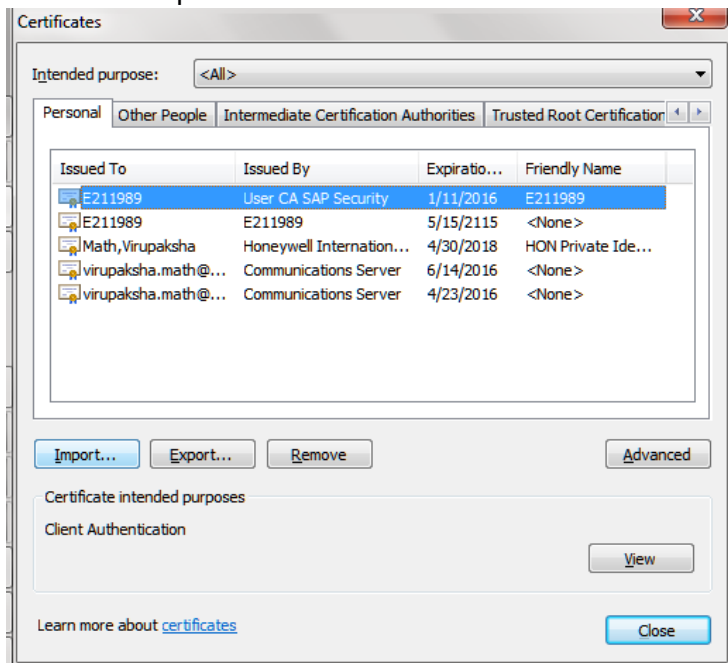 Certificates
X
Intended purpose: <All>
Personal Other People Intermediate Certification Authorities Trusted Root Certification
Issued To Issued By Expiratio... Friendly Name
E211989 User CA SAP Security 1/11/2016 E211989
E211989 E211989 5/15/2115 <None>
Math,Virupaksha Honeywell Internation... 4/30/2018 HON Private Ide...
virupaksha.math@... Communications Server 6/14/2016 <None>
virupaksha.math@... Communications Server 4/23/2016 <None>
Import... Export... Remove Advanced
Certificate intended purposes
Client Authentication
View
Learn more about certificates
Close